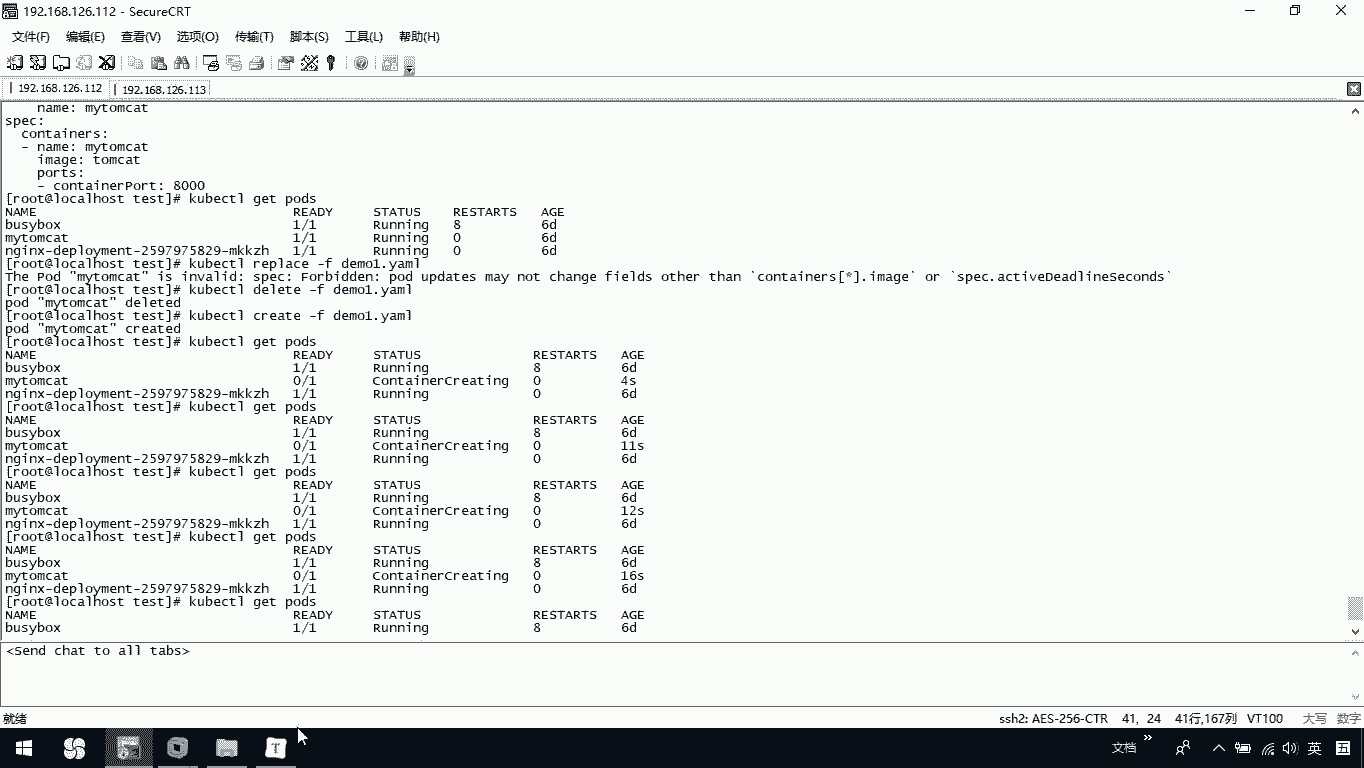 192.168.126.112 - SecureCRT
文件(F) 编辑(E) 查看(V) 选项(O) 传输(T) 脚本(S) 工具(L) 帮助(H)
192.168.126.112 192.168.126.113
name: mytomcat
spec:
containers:
- name: mytomcat
image: tomcat
ports:
- containerPort: 8000
[root@localhost test]# kubectl get pods
NAME READY STATUS RESTARTS AGE
busybox 1/1 Running 8 6d
mytomcat 1/1 Running 0 6d
nginx-deployment-2597975829-mkkzh 1/1 Running 0 6d
[root@localhost test]# kubectl replace -f demo1.yaml
The Pod "mytomcat" is invalid: spec: Forbidden: pod updates may not change fields other than `containers[*].image` or `spec.activeDeadlineSeconds`
[root@localhost test]# kubectl delete -f demo1.yaml
pod "mytomcat" deleted
[root@localhost test]# kubectl create -f demo1.yaml
pod "mytomcat" created
[root@localhost test]# kubectl get pods
NAME READY STATUS RESTARTS AGE
busybox 1/1 Running 8 6d
mytomcat 0/1 ContainerCreating 0 4s
nginx-deployment-2597975829-mkkzh 1/1 Running 0 6d
[root@localhost test]# kubectl get pods
NAME READY STATUS RESTARTS AGE
busybox 1/1 Running 8 6d
mytomcat 0/1 ContainerCreating 0 11s
nginx-deployment-2597975829-mkkzh 1/1 Running 0 6d
[root@localhost test]# kubectl get pods
NAME READY STATUS RESTARTS AGE
busybox 1/1 Running 8 6d
mytomcat 0/1 ContainerCreating 0 12s
nginx-deployment-2597975829-mkkzh 1/1 Running 0 6d
[root@localhost test]# kubectl get pods
NAME READY STATUS RESTARTS AGE
busybox 1/1 Running 8 6d
mytomcat 0/1 ContainerCreating 0 16s
nginx-deployment-2597975829-mkkzh 1/1 Running 0 6d
[root@localhost test]# kubectl get pods
NAME READY STATUS RESTARTS AGE
busybox 1/1 Running 8 6d
<Send chat to all tabs>
就绪 ssh2: AES-256-CTR 41, 24 41行,167列 VT100 大写 数字
T 文档 » 英 五